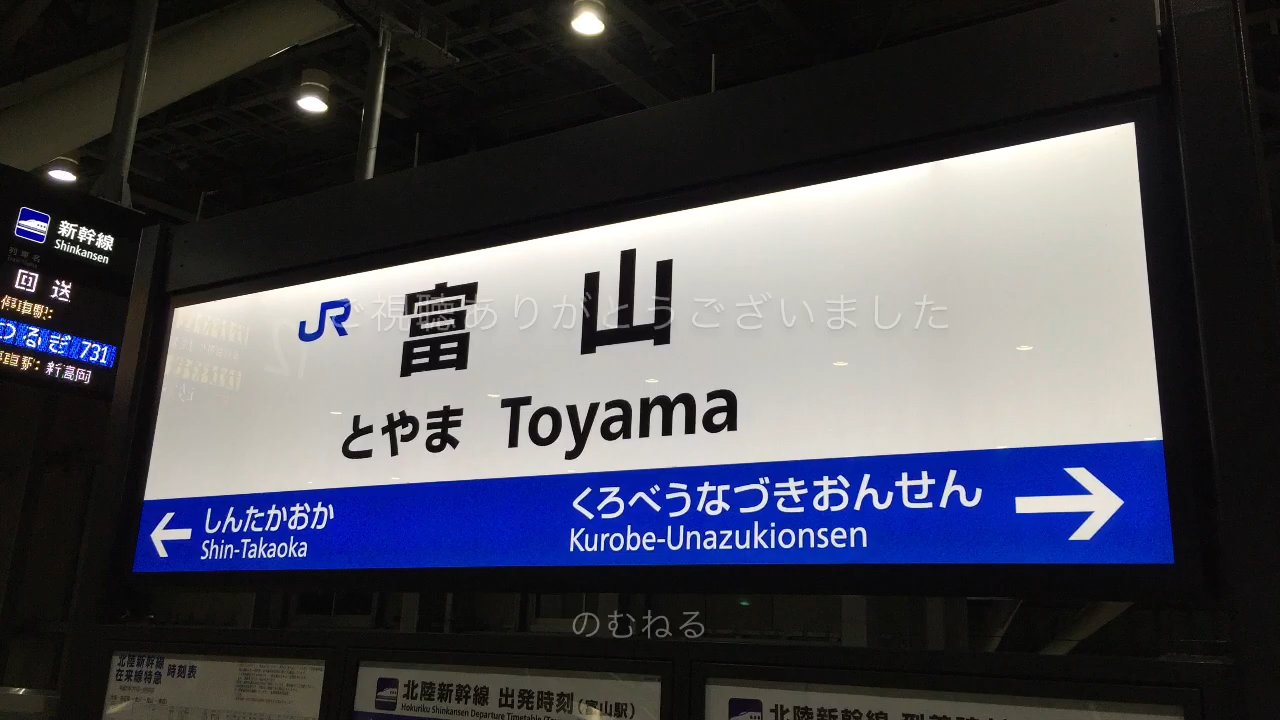 新幹線
Shinkansen
列車名
回送
停車駅:
つるぎ 731
停車駅: 新高岡
JR 富山
ご視聴ありがとうございました
とやま Toyama
← しんたかおか
Shin-Takaoka
くろべうなづきおんせん →
Kurobe-Unazukionsen
のむねる
北陸新幹線
在来線特急 時刻表
北陸新幹線 出発時刻(富山駅)
Hokuriku Shinkansen Departure Timetable
北陸新幹線